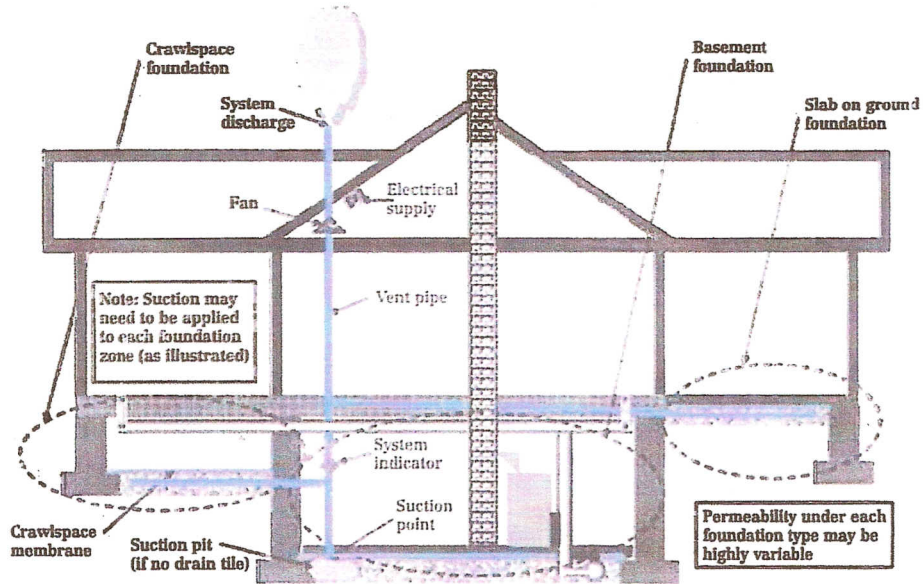 Crawlspace
foundation
System
discharge
Basement
foundation
Slab on ground
foundation
Fan
Electrical
supply
Note: Suction may
need to be applied
to each foundation
zone (as illustrated)
Vent pipe
System
indicator
Suction
point
Crawlspace
membrane
Suction pit
(if no drain tile)
Permeability under each
foundation type may be
highly variable